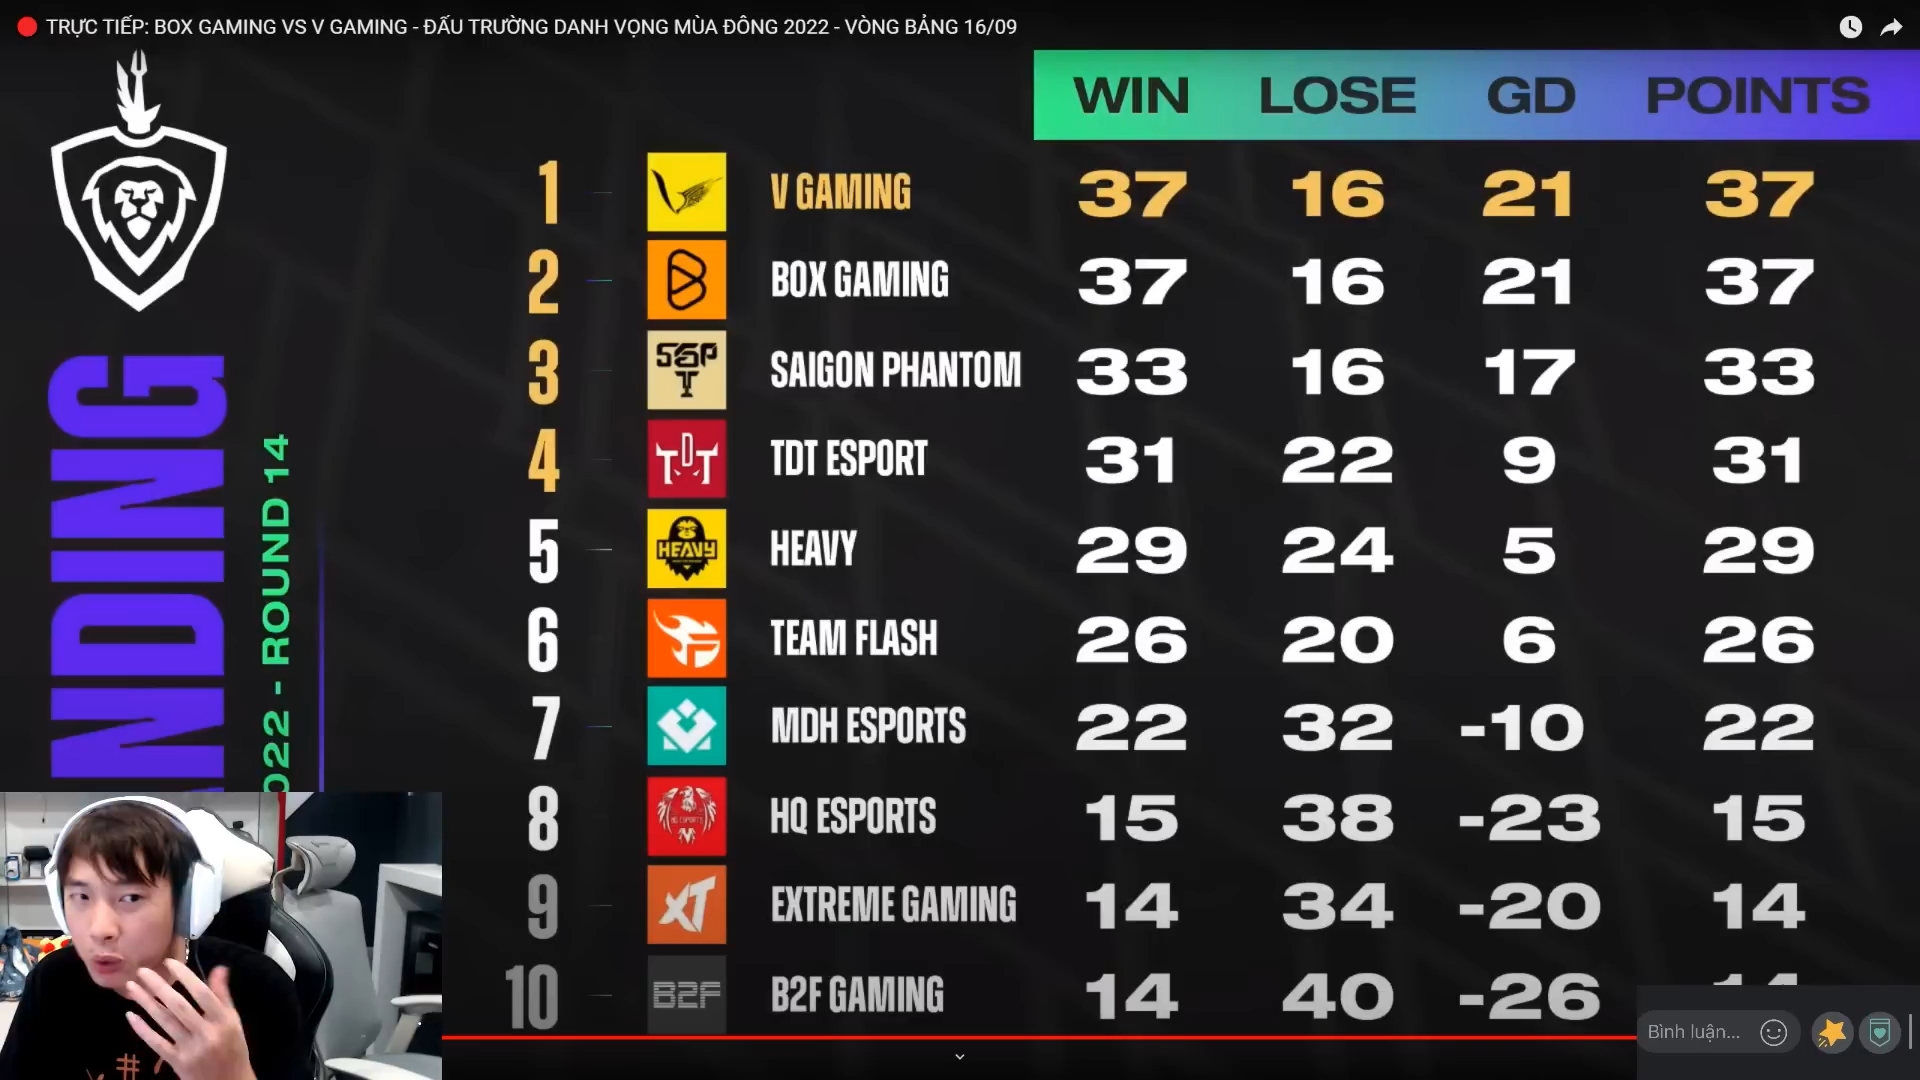 TRỰC TIẾP: BOX GAMING VS V GAMING - ĐẤU TRƯỜNG DANH VỌNG MÙA ĐÔNG 2022 - VÒNG BẢNG 16/09
WIN LOSE GD POINTS
1 V GAMING 37 16 21 37
2 BOX GAMING 37 16 21 37
3 SGP SAIGON PHANTOM 33 16 17 33
4 TDT TDT ESPORT 31 22 9 31
5 HEAVY HEAVY 29 24 5 29
6 TEAM FLASH 26 20 6 26
7 MDH ESPORTS 22 32 -10 22
8 HQ ESPORTS HQ ESPORTS 15 38 -23 15
9 XT EXTREME GAMING 14 34 -20 14
10 B2F B2F GAMING 14 40 -26 14
NDING
022 - ROUND 14
Bình luận...